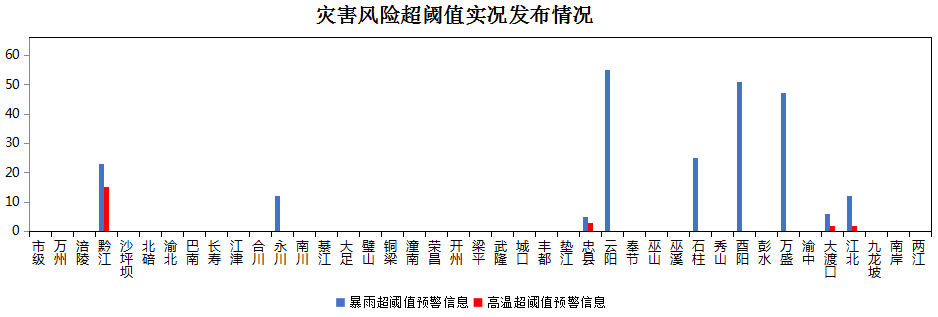 灾害风险超阈值实况发布情况
60
50
40
30
20
10
0
市级 万州 涪陵 黔江 沙坪坝 北碚 渝北 巴南 长寿 江津 合川 永川 南川 綦江 大足 璧山 铜梁 潼南 荣昌 开州 梁平 武隆 城口 丰都 垫江 忠县 云阳 奉节 巫山 巫溪 石柱 秀山 酉阳 彭水 万盛 渝中 大渡口 江北 九龙坡 南岸 两江
暴雨超阈值预警信息 高温超阈值预警信息